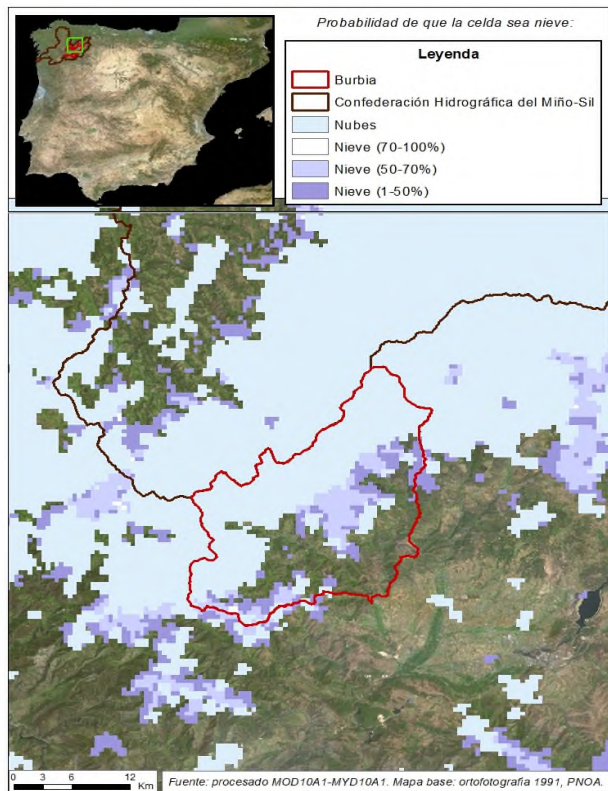 Probabilidad de que la celda sea nieve:
Leyenda
Burbia
Confederación Hidrográfica del Miño-Sil
Nubes
Nieve (70-100%)
Nieve (50-70%)
Nieve (1-50%)
0 3 6 12
Km
Fuente: procesado MOD10A1-MYD10A1. Mapa base: ortofotografía 1991, PNOA.